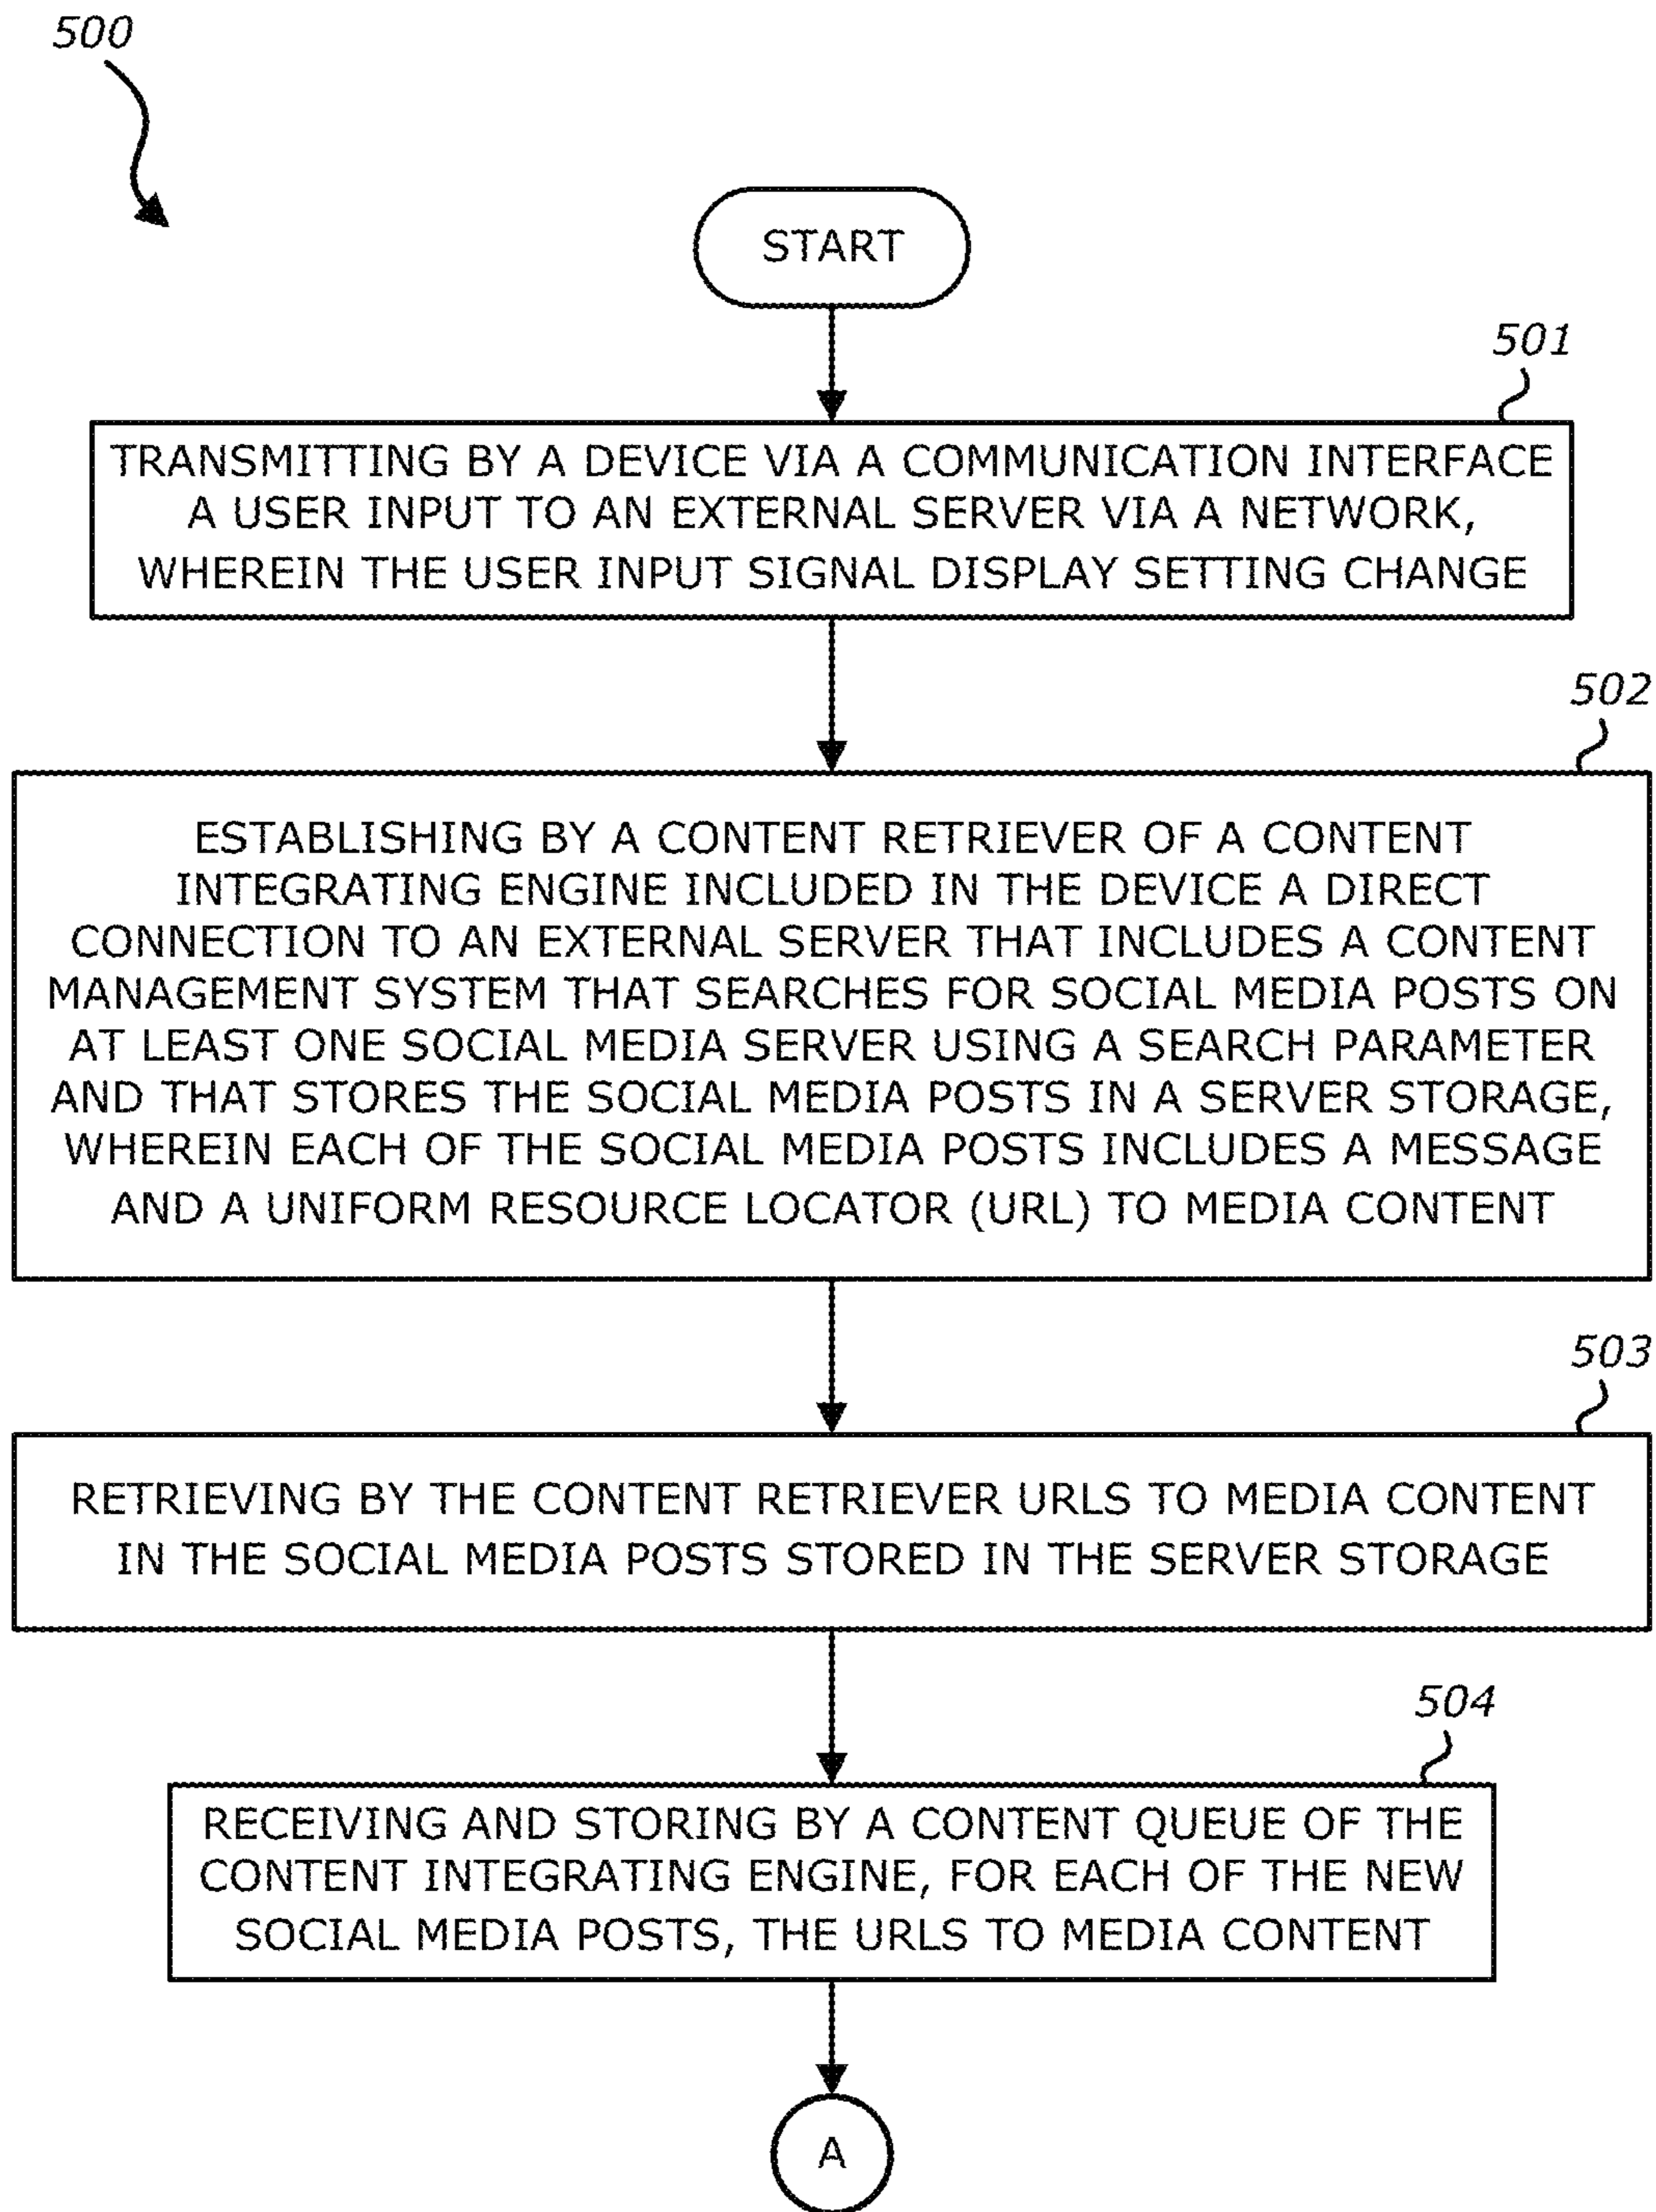 500
START
501
TRANSMITTING BY A DEVICE VIA A COMMUNICATION INTERFACE
A USER INPUT TO AN EXTERNAL SERVER VIA A NETWORK,
WHEREIN THE USER INPUT SIGNAL DISPLAY SETTING CHANGE
502
ESTABLISHING BY A CONTENT RETRIEVER OF A CONTENT
INTEGRATING ENGINE INCLUDED IN THE DEVICE A DIRECT
CONNECTION TO AN EXTERNAL SERVER THAT INCLUDES A CONTENT
MANAGEMENT SYSTEM THAT SEARCHES FOR SOCIAL MEDIA POSTS ON
AT LEAST ONE SOCIAL MEDIA SERVER USING A SEARCH PARAMETER
AND THAT STORES THE SOCIAL MEDIA POSTS IN A SERVER STORAGE,
WHEREIN EACH OF THE SOCIAL MEDIA POSTS INCLUDES A MESSAGE
AND A UNIFORM RESOURCE LOCATOR (URL) TO MEDIA CONTENT
503
RETRIEVING BY THE CONTENT RETRIEVER URLS TO MEDIA CONTENT
IN THE SOCIAL MEDIA POSTS STORED IN THE SERVER STORAGE
504
RECEIVING AND STORING BY A CONTENT QUEUE OF THE
CONTENT INTEGRATING ENGINE, FOR EACH OF THE NEW
SOCIAL MEDIA POSTS, THE URLS TO MEDIA CONTENT
A